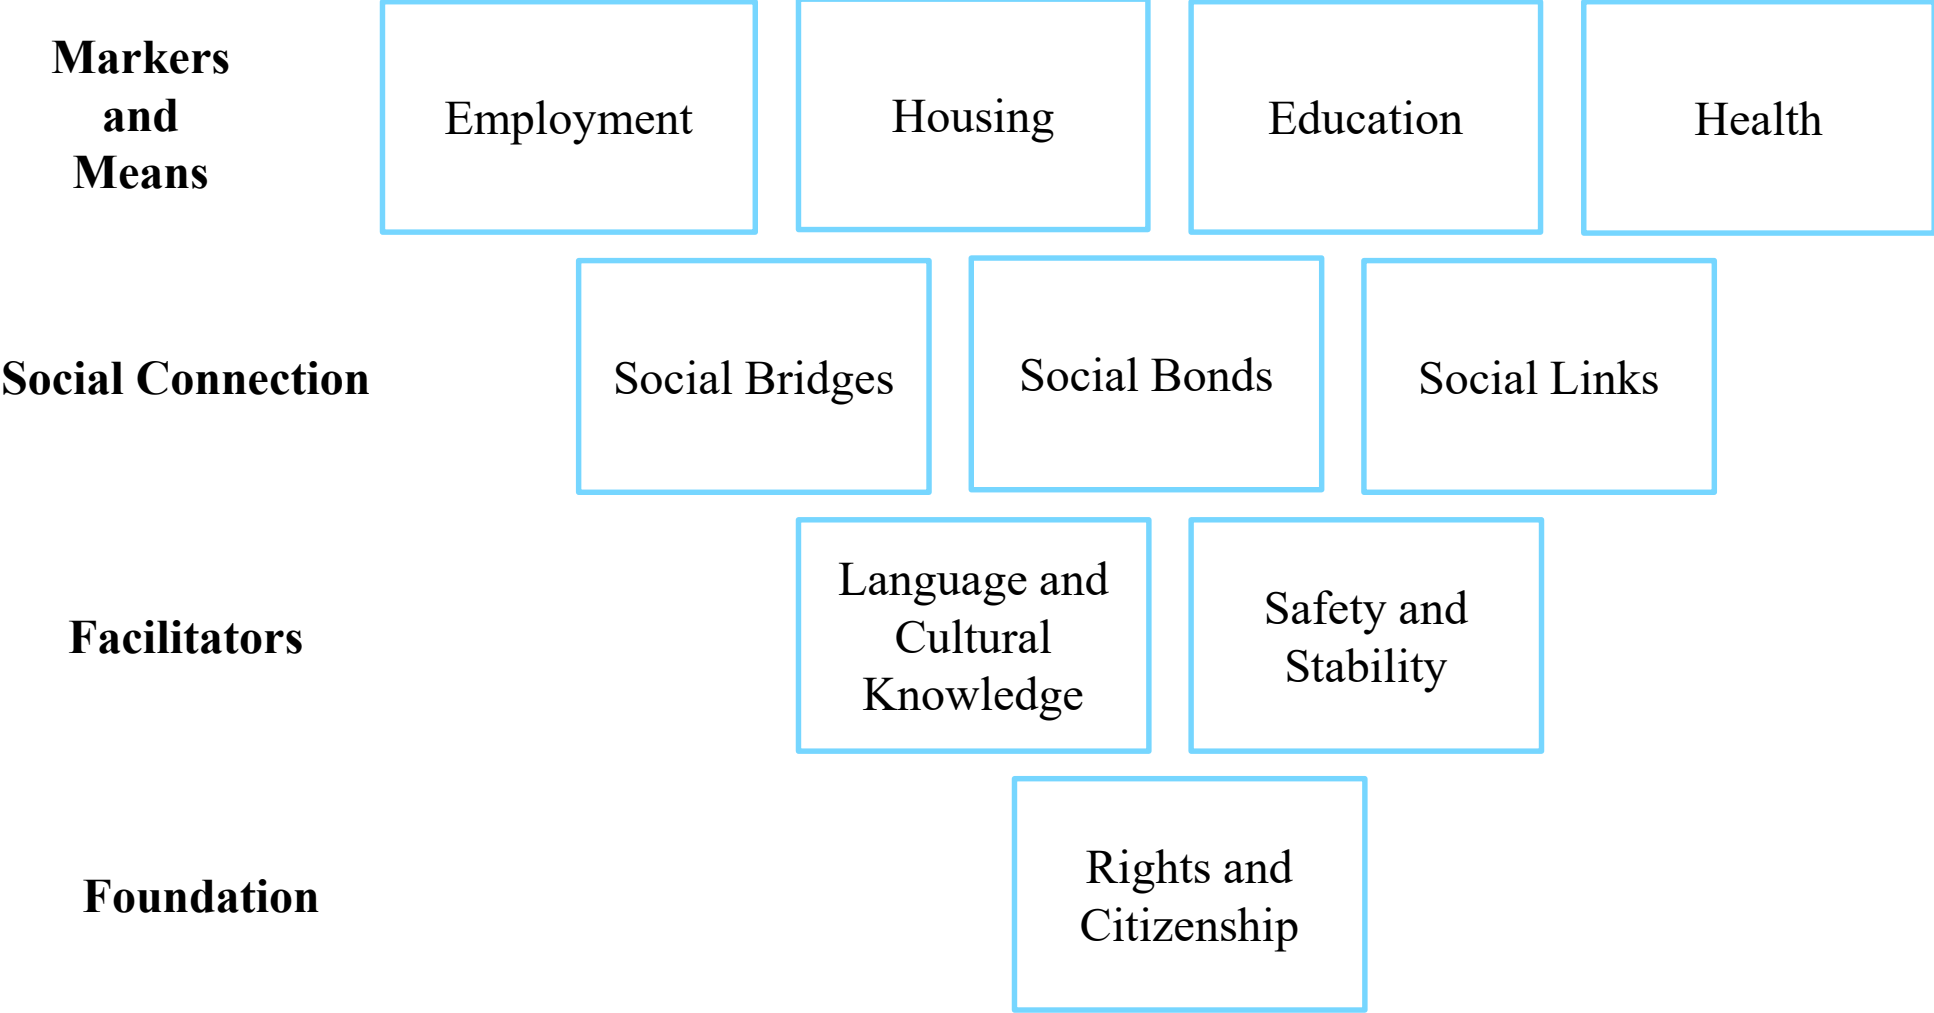 Markers
and
Means
Employment
Housing
Education
Health
Social Connection
Social Bridges
Social Bonds
Social Links
Facilitators
Language and
Cultural
Knowledge
Safety and
Stability
Foundation
Rights and
Citizenship